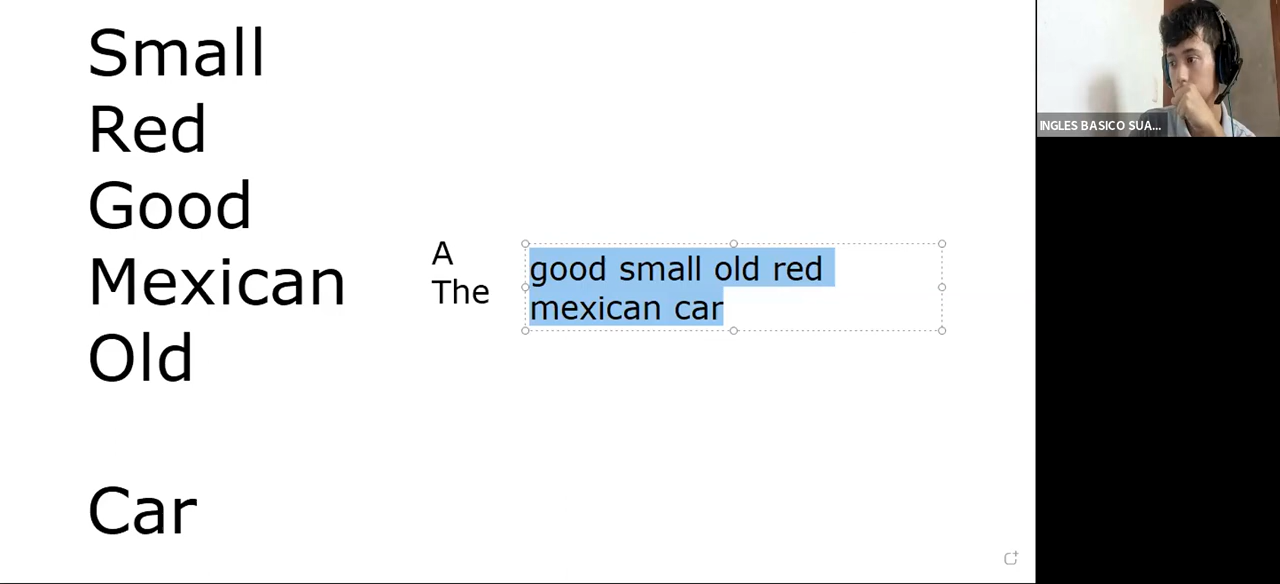 Small
Red
Good
Mexican
Old
Car
A
The
good small old red
mexican car
INGLES BASICO SUA...